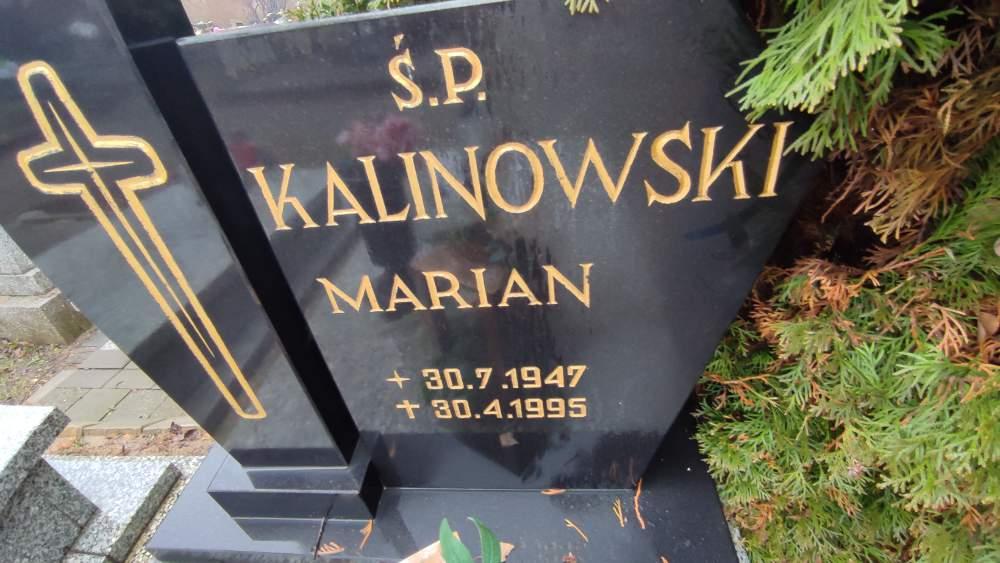 Ś.P.
KALINOWSKI
MARIAN
30.7.1947
30.4.1995